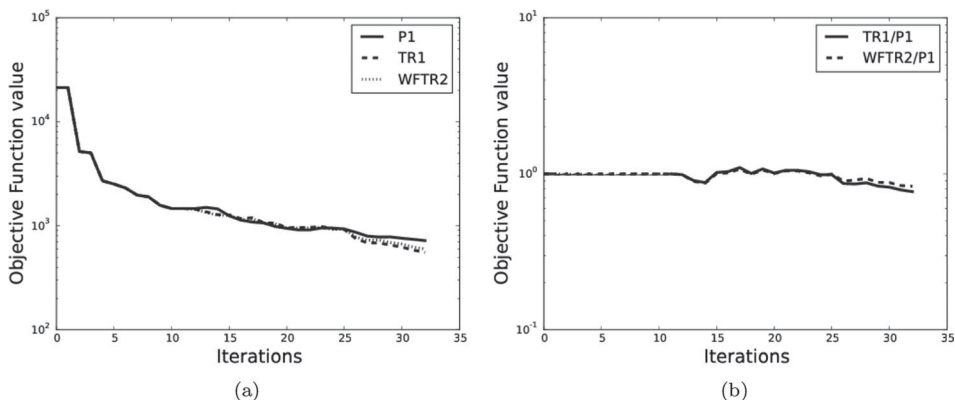 10^5
10^4
10^3
10^2
Objective Function value
P1
TR1
WFTR2
0 5 10 15 20 25 30 35
Iterations
(a)
10^1
10^0
10^-1
Objective Function value
TR1/P1
WFTR2/P1
0 5 10 15 20 25 30 35
Iterations
(b)